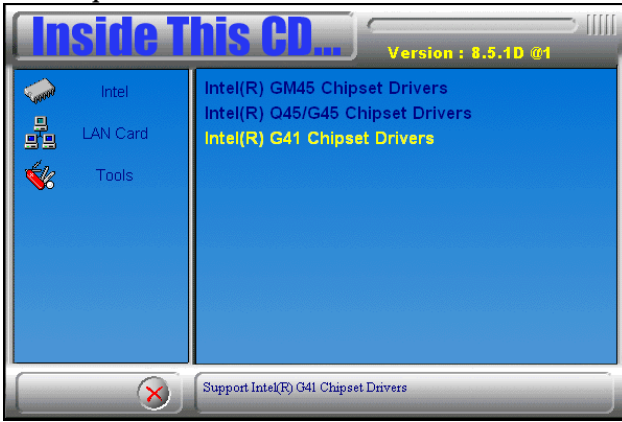 Inside This CD...
Version : 8.5.1D @1
Intel
LAN Card
Tools
Intel(R) GM45 Chipset Drivers
Intel(R) Q45/G45 Chipset Drivers
Intel(R) G41 Chipset Drivers
Support Intel(R) G41 Chipset Drivers